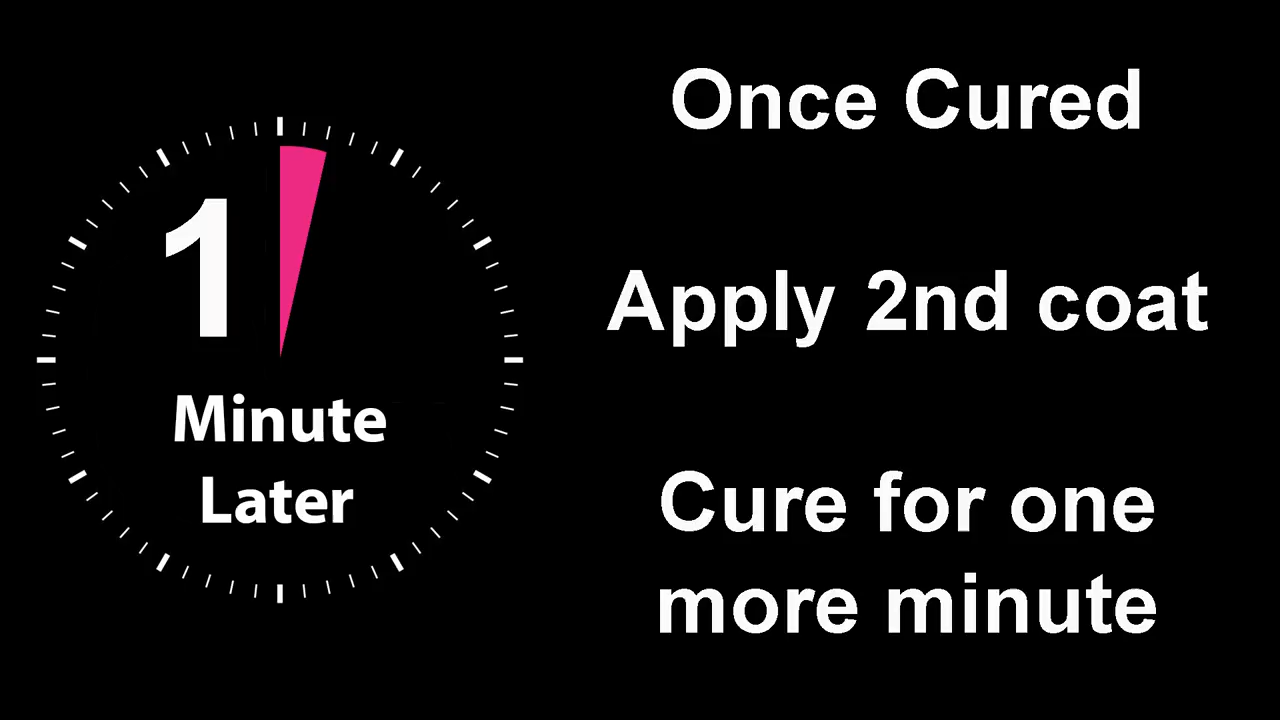 1
Minute
Later
Once Cured
Apply 2nd coat
Cure for one
more minute